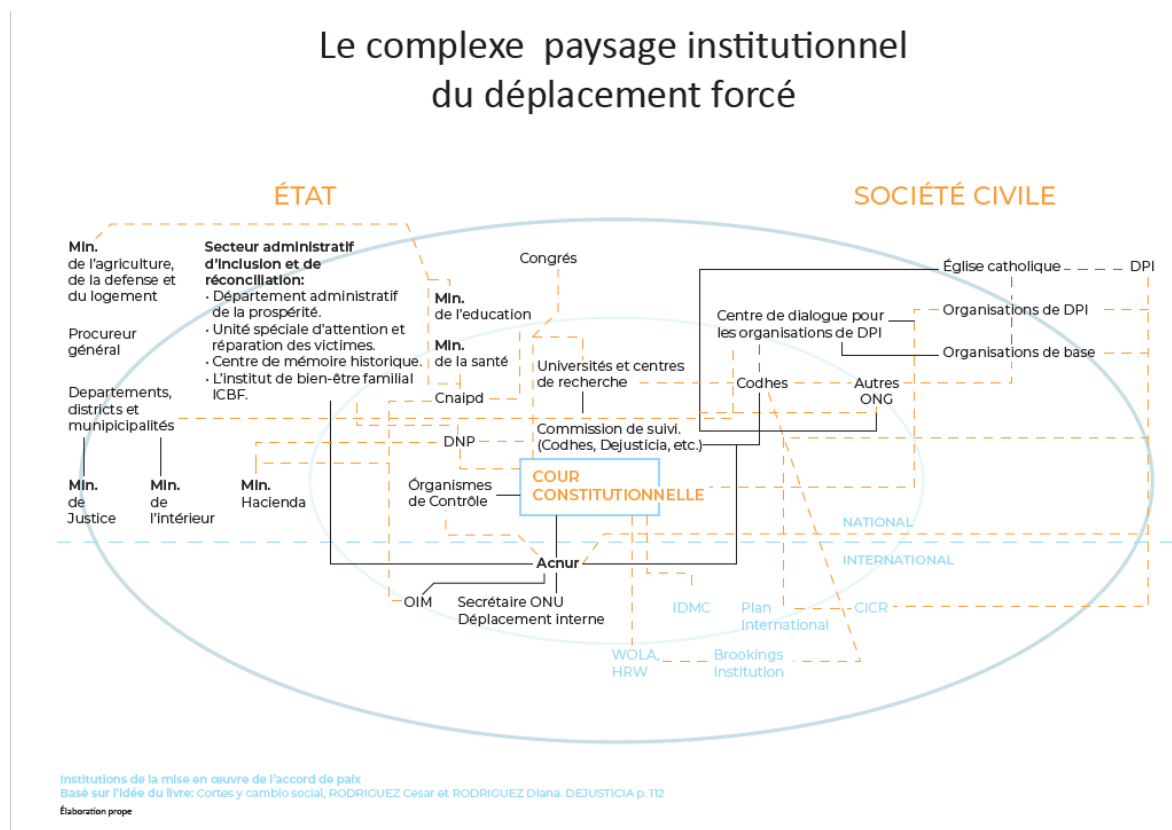 Le complexe paysage institutionnel
du déplacement forcé
ÉTAT
SOCIÉTÉ CIVILE
Min.
de l'agriculture,
de la defense et
du logement
Procureur
général
Departements,
districts et
munipicipalités
Min.
de
Justice
Min.
de
l'intérieur
Min.
Hacienda
Secteur administratif
d'inclusion et de
réconciliation:
· Département administratif
de la prospérité.
· Unité spéciale d'attention et
réparation des victimes.
· Centre de mémoire historique.
· L'institut de bien-être familial
ICBF.
Min.
de l'education
Min.
de la santé
Cnaipd
DNP
Órganismes
de Contrôle
Congrés
Universités et centres
de recherche
Commission de suivi.
(Codhes, Dejusticia, etc.)
COUR
CONSTITUTIONNELLE
Centre de dialogue pour
les organisations de DPI
Codhes
Autres
ONG
Église catholique
DPI
Organisations de DPI
Organisations de base
NATIONAL
INTERNATIONAL
Acnur
OIM
Secrétaire ONU
Déplacement interne
IDMC
Plan
International
CICR
WOLA,
HRW
Brookings
Institution
Institutions de la mise en œuvre de l'accord de paix
Basé sur l'idée du livre: Cortes y cambio social, RODRIGUEZ Cesar et RODRIGUEZ Diana. DEJUSTICIA p. 112
Élaboration prope